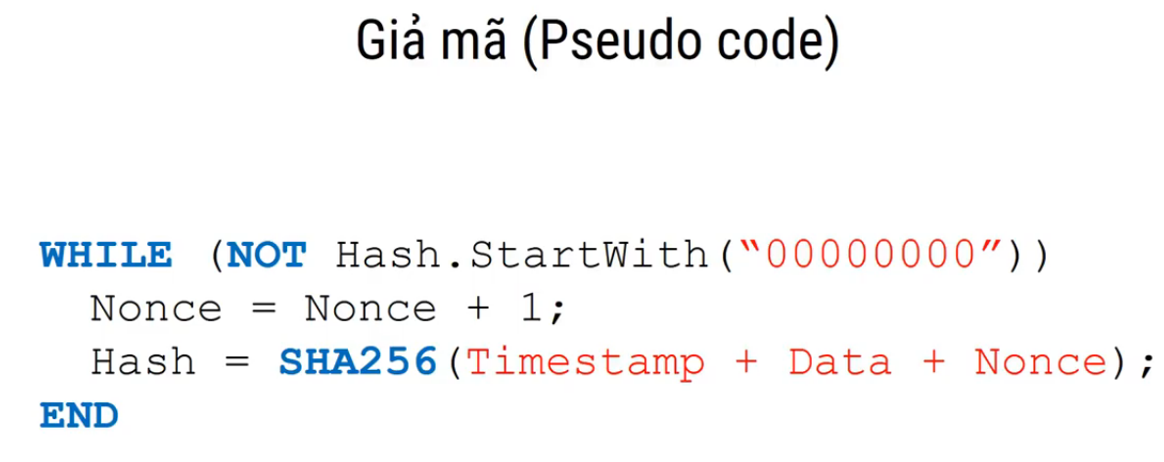 Giả mã (Pseudo code)
WHILE (NOT Hash.StartWith(“00000000”))
Nonce = Nonce + 1;
Hash = SHA256(Timestamp + Data + Nonce);
END